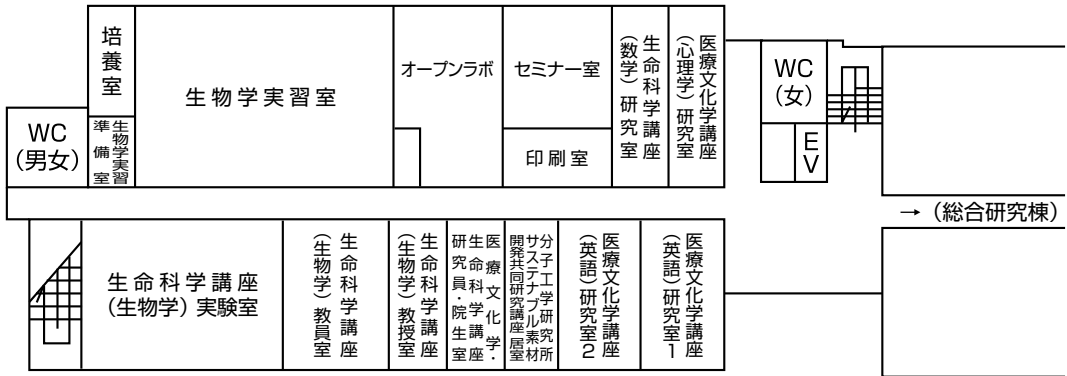 培養室
生物学実習室
オープンラボ
セミナー室
生命科学講座
(数学)研究室
医療文化学講座
(心理学)研究室
WC
(女)
WC
(男女)
生物学実習
準備室
印刷室
EV
→(総合研究棟)
生命科学講座
(生物学)実験室
生命科学講座
(生物学)教員室
生命科学講座
(生物学)教授室
医療文化学・
生命科学講座
研究員・院生室
分子工学研究所
サステナブル素材
開発共同研究講座居室
医療文化学講座
(英語)研究室2
医療文化学講座
(英語)研究室1